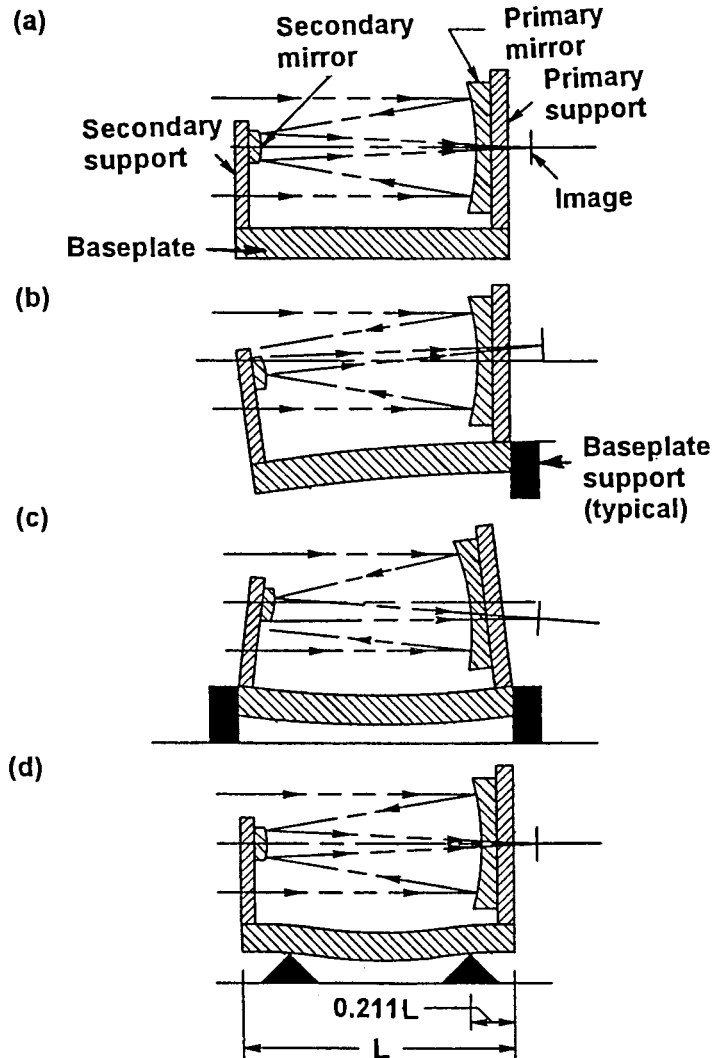 (a)
Secondary
mirror
Primary
mirror
Primary
support
Secondary
support
Image
Baseplate
(b)
Baseplate
support
(typical)
(c)
(d)
0.211L
L